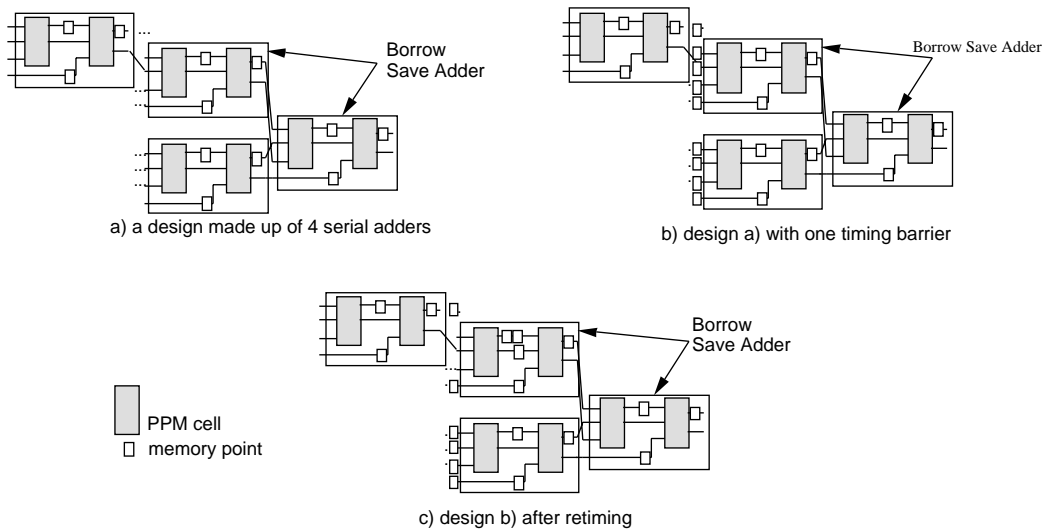 Borrow
Save Adder
a) a design made up of 4 serial adders
Borrow Save Adder
b) design a) with one timing barrier
Borrow
Save Adder
PPM cell
memory point
c) design b) after retiming